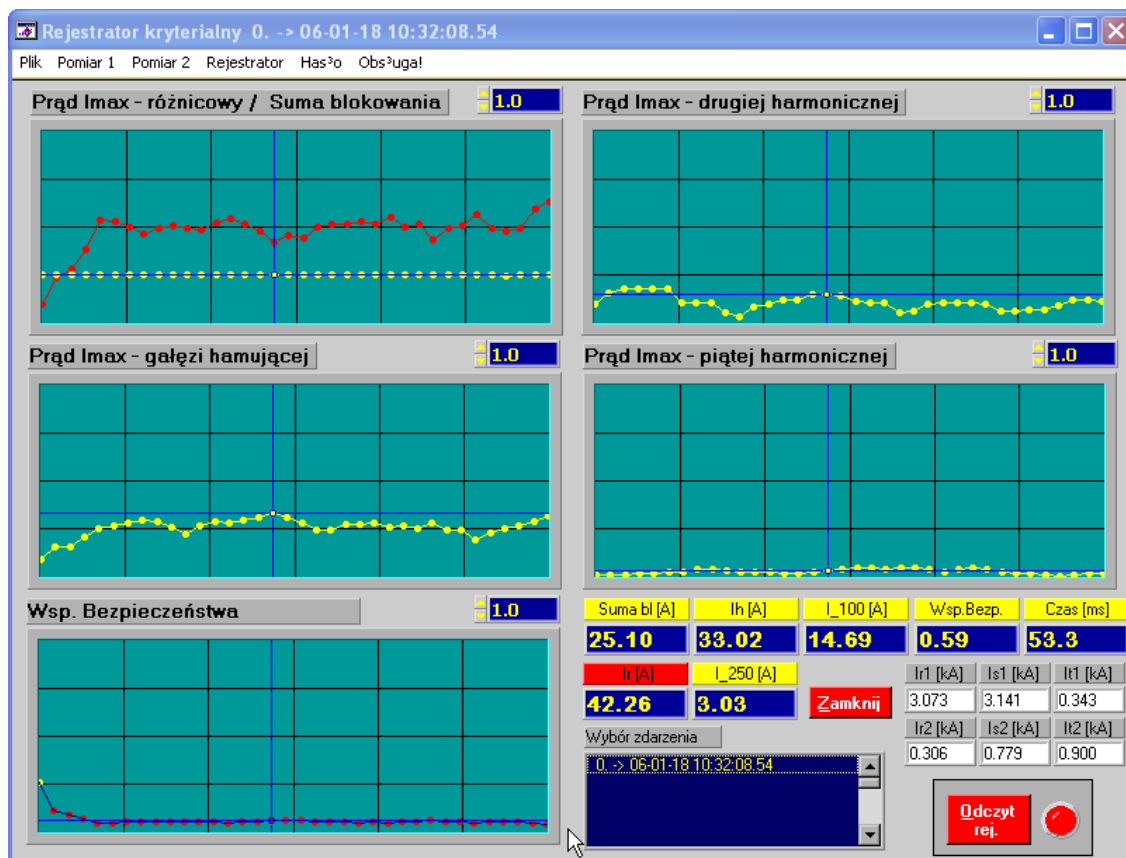 Rejestrator kryterialny 0. -> 06-01-18 10:32:08.54
Plik Pomiar 1 Pomiar 2 Rejestrator Has³o Obs³uga!
Prąd Imax - różnicowy / Suma blokowania 1.0
Prąd Imax - drugiej harmonicznej 1.0
Prąd Imax - gałęzi hamującej 1.0
Prąd Imax - piątej harmonicznej 1.0
Wsp. Bezpieczeństwa 1.0
Suma bl [A] Ih [A] I_100 [A] Wsp.Bezp. Czas [ms]
25.10 33.02 14.69 0.59 53.3
Ir [A] I_250 [A]
42.26 3.03
Zamknij
Ir1 [kA] Is1 [kA] It1 [kA]
3.073 3.141 0.343
Ir2 [kA] Is2 [kA] It2 [kA]
0.306 0.779 0.900
Wybór zdarzenia
0. -> 06-01-18 10:32:08.54
Odczyt
rej.